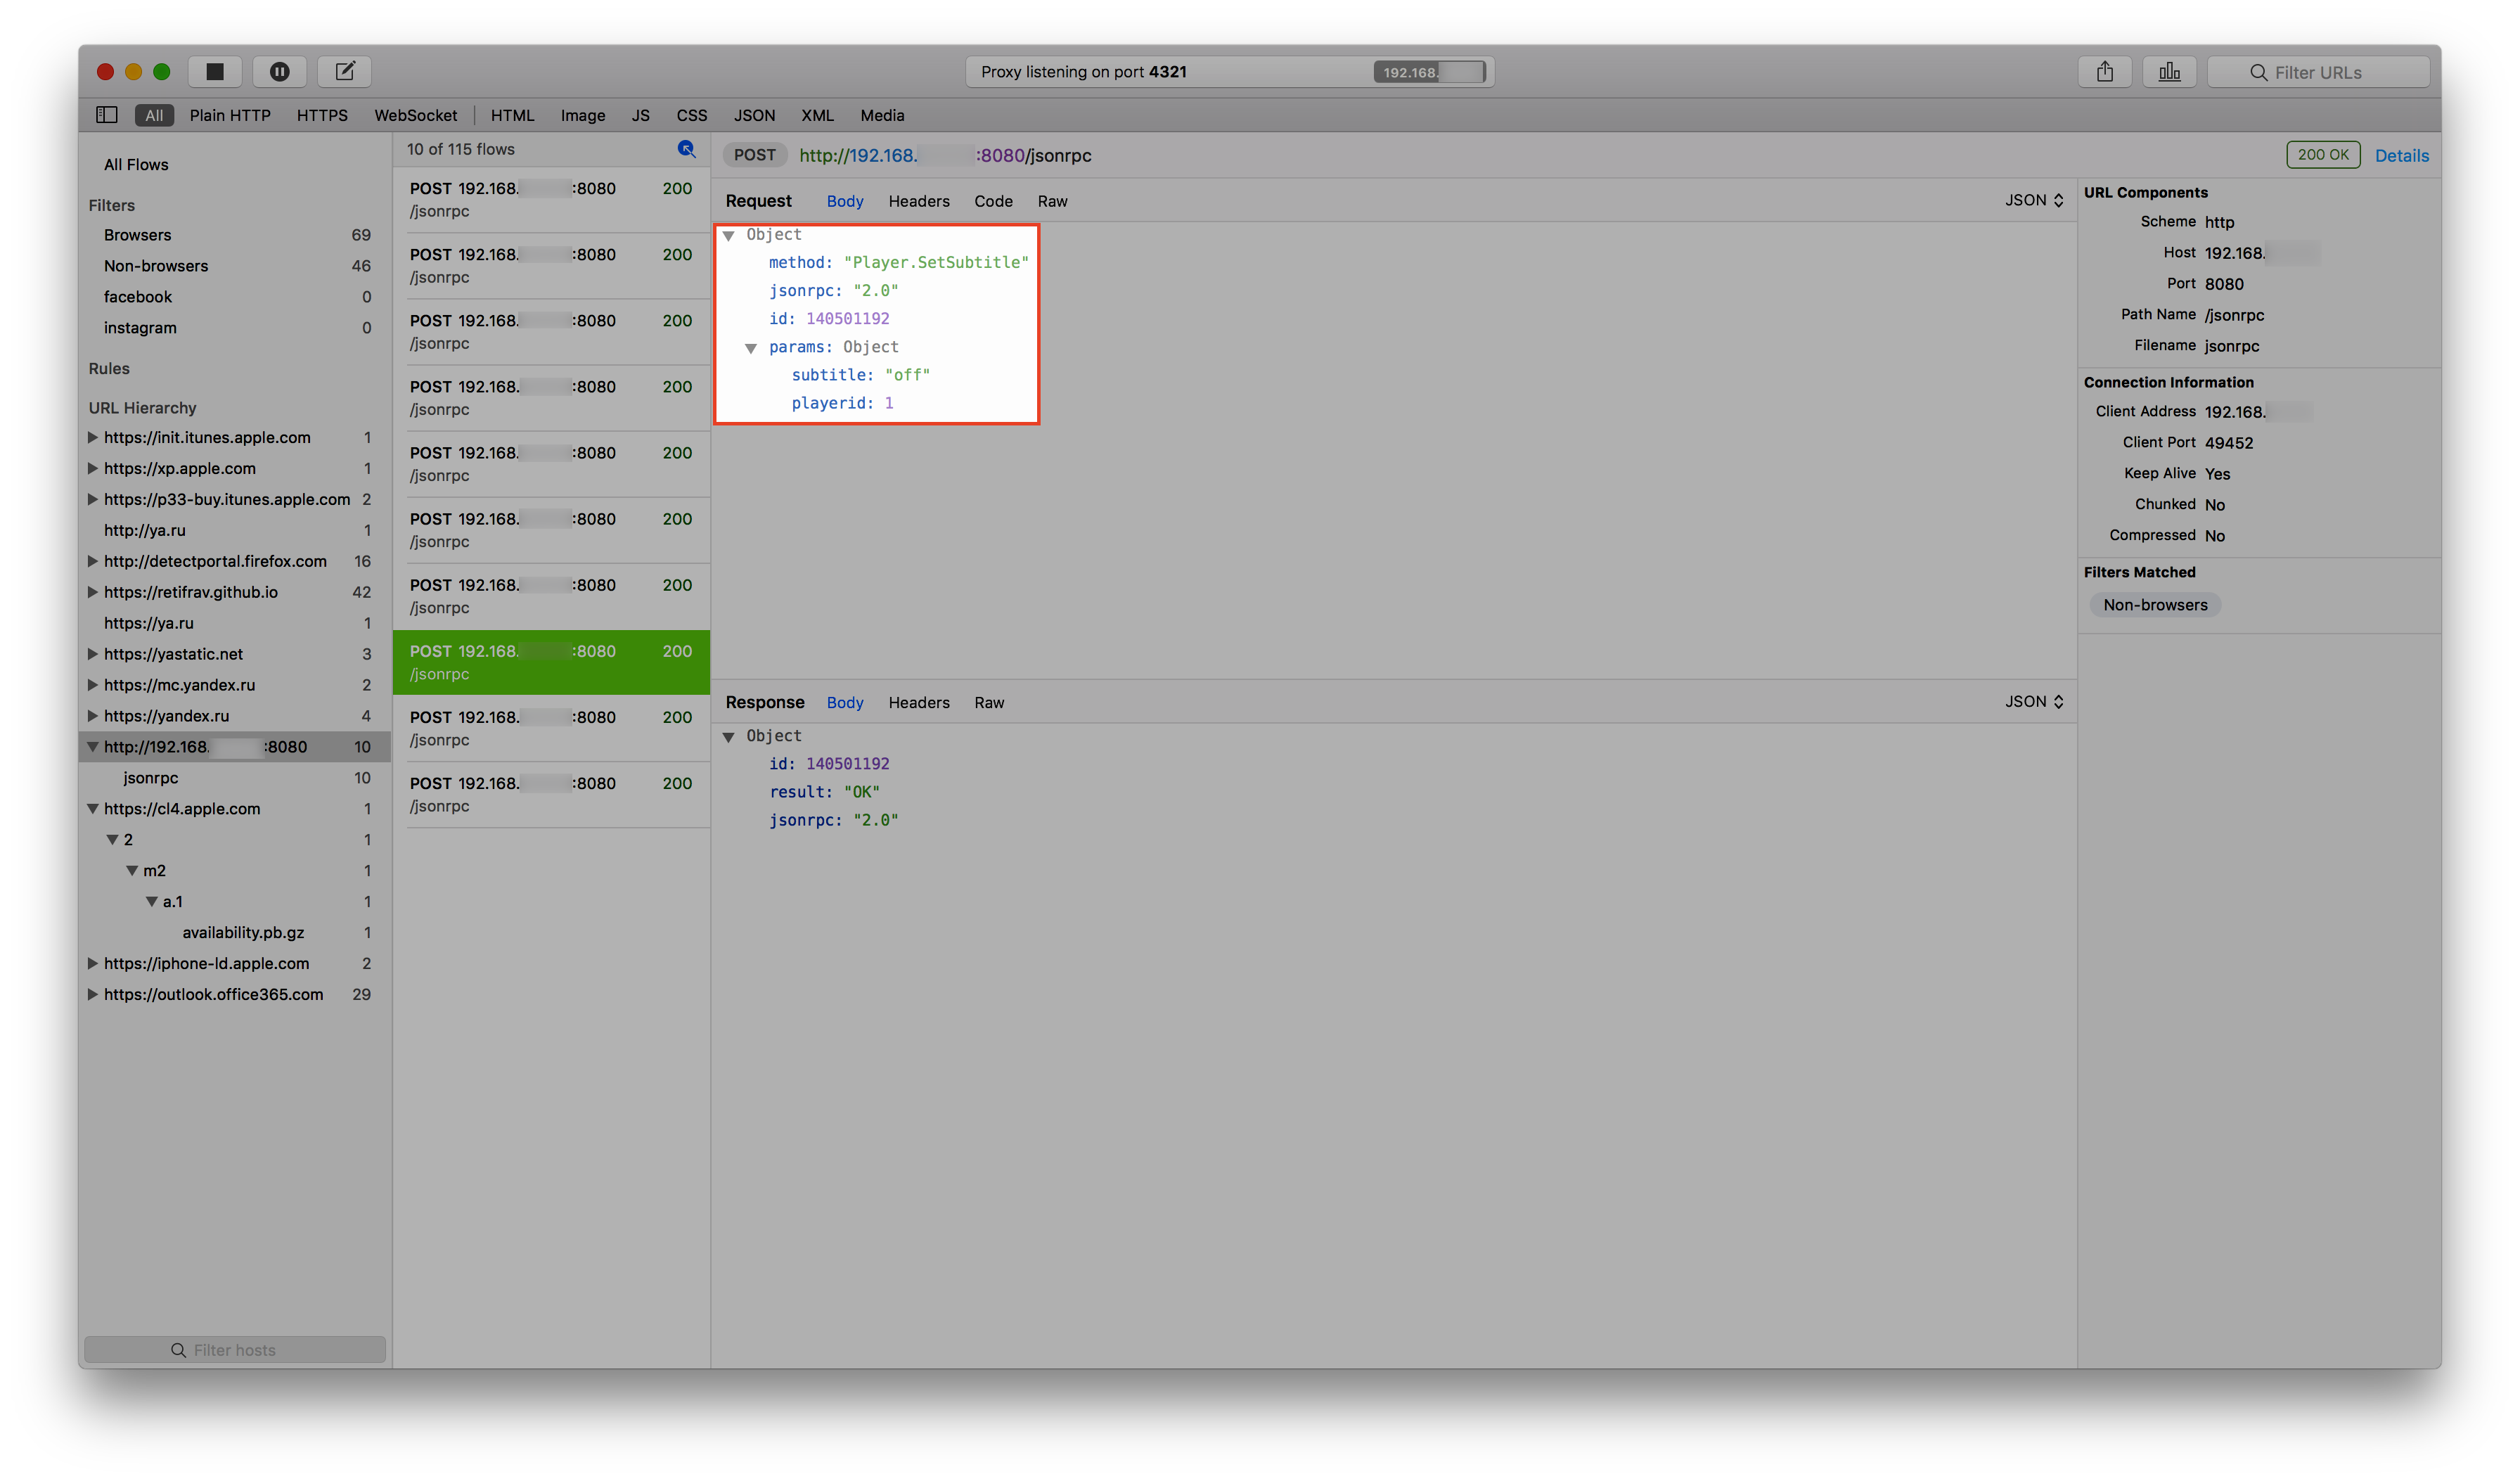 Proxy listening on port 4321
192.168.
Filter URLs
All Plain HTTP HTTPS WebSocket HTML Image JS CSS JSON XML Media
All Flows
Filters
Browsers 69
Non-browsers 46
facebook 0
instagram 0
Rules
URL Hierarchy
https://init.itunes.apple.com 1
https://xp.apple.com 1
https://p33-buy.itunes.apple.com 2
http://ya.ru 1
http://detectportal.firefox.com 16
https://retifrav.github.io 42
https://ya.ru 1
https://yastatic.net 3
https://mc.yandex.ru 2
https://yandex.ru 4
http://192.168. :8080 10
jsonrpc 10
https://cl4.apple.com 1
2 1
m2 1
a.1 1
availability.pb.gz 1
https://iphone-ld.apple.com 2
https://outlook.office365.com 29
Filter hosts
10 of 115 flows
POST 192.168. :8080 200
/jsonrpc
POST 192.168. :8080 200
/jsonrpc
POST 192.168. :8080 200
/jsonrpc
POST 192.168. :8080 200
/jsonrpc
POST 192.168. :8080 200
/jsonrpc
POST 192.168. :8080 200
/jsonrpc
POST 192.168. :8080 200
/jsonrpc
POST 192.168. :8080 200
/jsonrpc
POST 192.168. :8080 200
/jsonrpc
POST 192.168. :8080 200
/jsonrpc
POST http://192.168. :8080/jsonrpc
200 OK Details
Request Body Headers Code Raw JSON
Object
method: "Player.SetSubtitle"
jsonrpc: "2.0"
id: 140501192
params: Object
subtitle: "off"
playerid: 1
Response Body Headers Raw JSON
Object
id: 140501192
result: "OK"
jsonrpc: "2.0"
URL Components
Scheme http
Host 192.168.
Port 8080
Path Name /jsonrpc
Filename jsonrpc
Connection Information
Client Address 192.168.
Client Port 49452
Keep Alive Yes
Chunked No
Compressed No
Filters Matched
Non-browsers